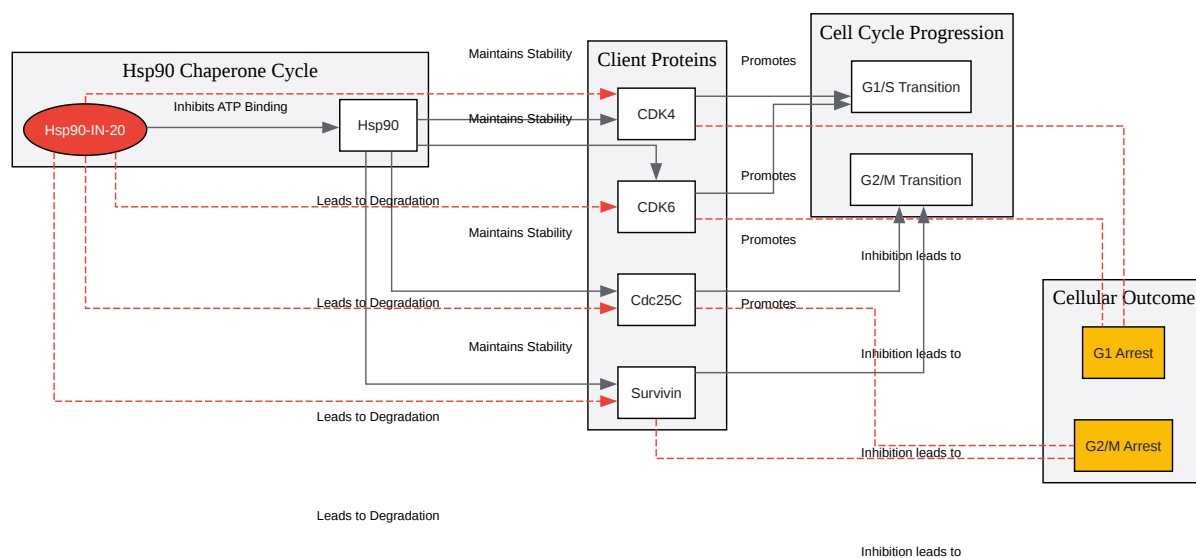 Cell Cycle Progression
Maintains Stability
Client Proteins
Promotes
Hsp90 Chaperone Cycle
G1/S Transition
Inhibits ATP Binding
CDK4
Hsp90-IN-20
Hsp90
Maintains Stability
Promotes
G2/M Transition
Leads to Degradation
CDK6
Maintains Stability
Promotes
Inhibition leads to
Cellular Outcome
Leads to Degradation
Cdc25C
Promotes
Maintains Stability
Inhibition leads to
G1 Arrest
Survivin
Leads to Degradation
Inhibition leads to
G2/M Arrest
Leads to Degradation
Inhibition leads to